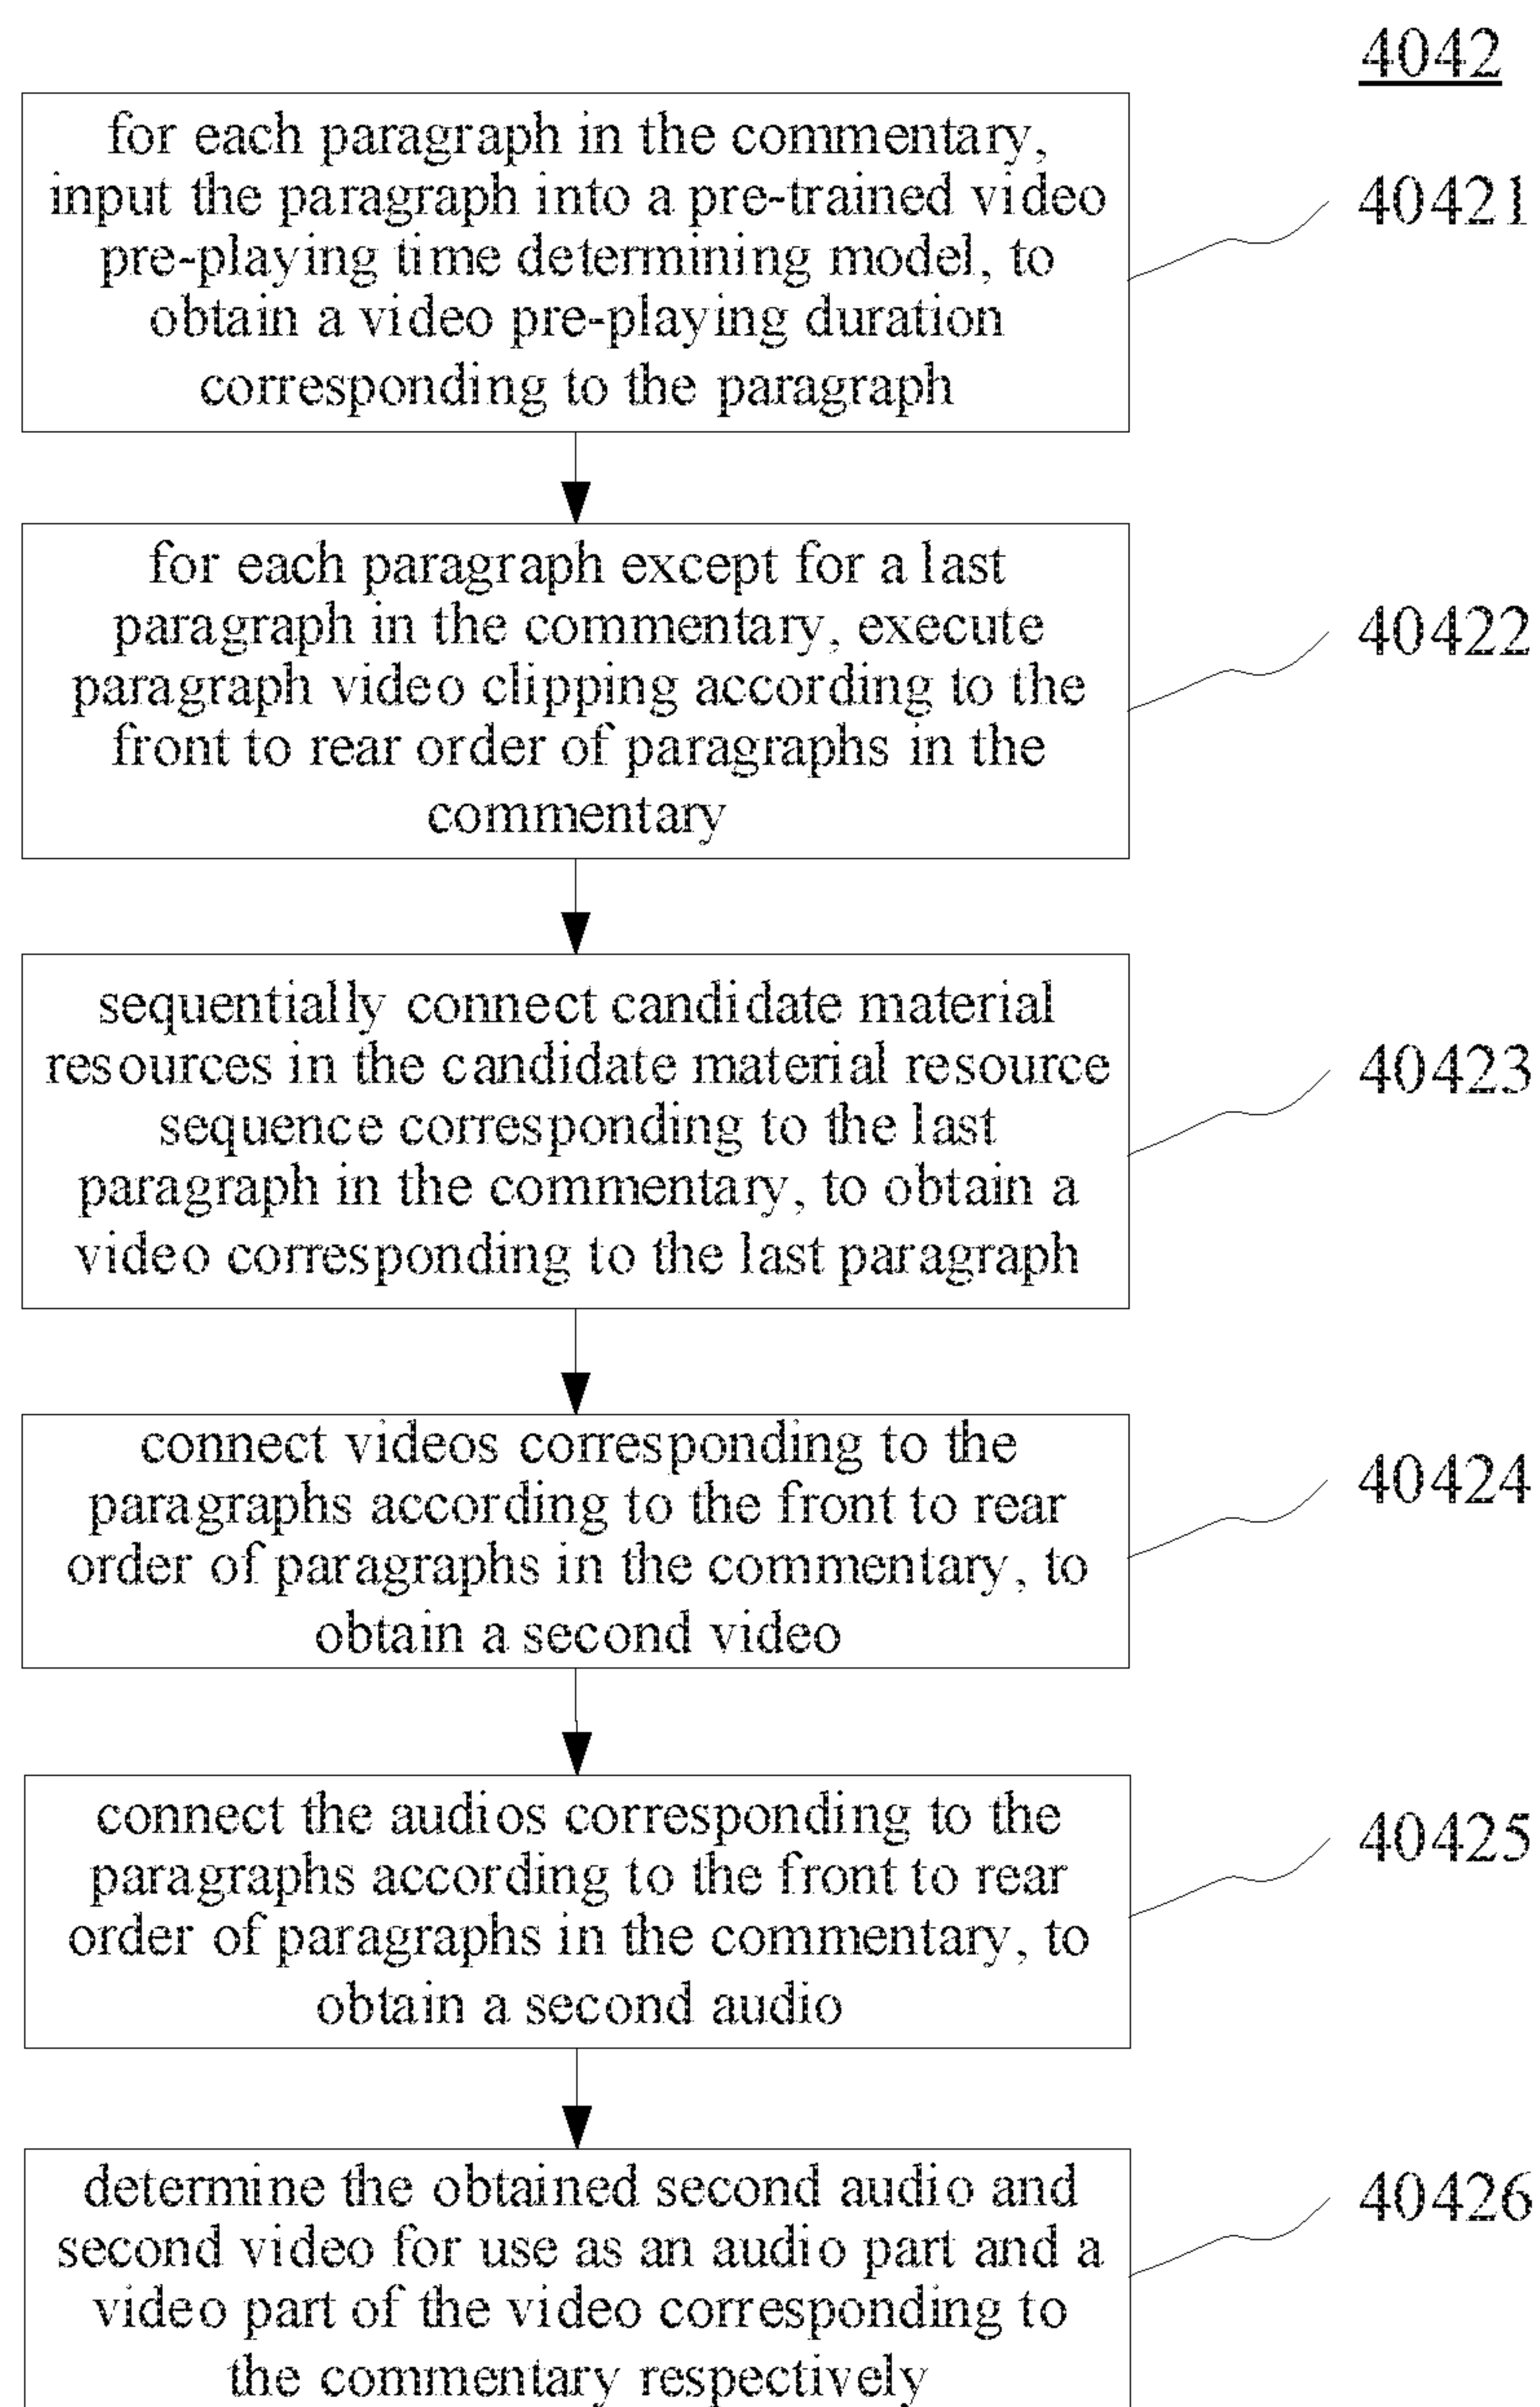 4042
for each paragraph in the commentary,
input the paragraph into a pre-trained video
pre-playing time determining model, to
obtain a video pre-playing duration
corresponding to the paragraph
40421
for each paragraph except for a last
paragraph in the commentary, execute
paragraph video clipping according to the
front to rear order of paragraphs in the
commentary
40422
sequentially connect candidate material
resources in the candidate material resource
sequence corresponding to the last
paragraph in the commentary, to obtain a
video corresponding to the last paragraph
40423
connect videos corresponding to the
paragraphs according to the front to rear
order of paragraphs in the commentary, to
obtain a second video
40424
connect the audios corresponding to the
paragraphs according to the front to rear
order of paragraphs in the commentary, to
obtain a second audio
40425
determine the obtained second audio and
second video for use as an audio part and a
video part of the video corresponding to
the commentary respectively
40426